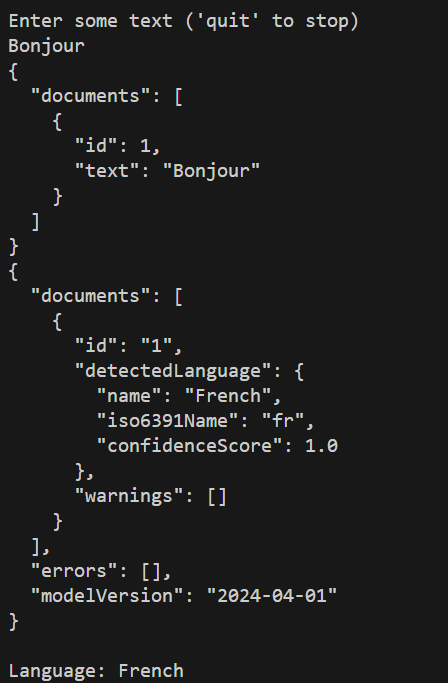 Enter some text ('quit' to stop)
Bonjour
{
  "documents": [
    {
      "id": 1,
      "text": "Bonjour"
    }
  ]
}
{
  "documents": [
    {
      "id": "1",
      "detectedLanguage": {
        "name": "French",
        "iso6391Name": "fr",
        "confidenceScore": 1.0
      },
      "warnings": []
    }
  ],
  "errors": [],
  "modelVersion": "2024-04-01"
}

Language: French